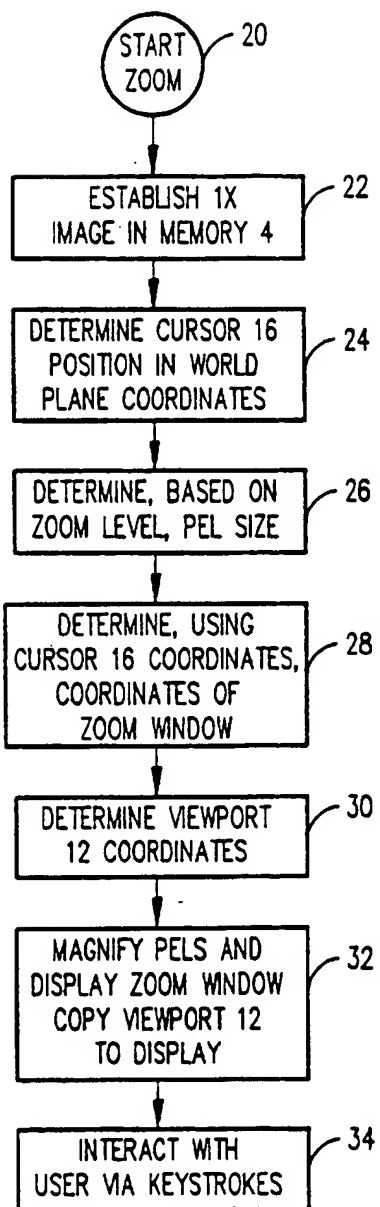 START
ZOOM
20
ESTABLISH 1X
IMAGE IN MEMORY 4
22
DETERMINE CURSOR 16
POSITION IN WORLD
PLANE COORDINATES
24
DETERMINE, BASED ON
ZOOM LEVEL, PEL SIZE
26
DETERMINE, USING
CURSOR 16 COORDINATES,
COORDINATES OF
ZOOM WINDOW
28
DETERMINE VIEWPORT
12 COORDINATES
30
MAGNIFY PELS AND
DISPLAY ZOOM WINDOW
COPY VIEWPORT 12
TO DISPLAY
32
INTERACT WITH
USER VIA KEYSTROKES
34